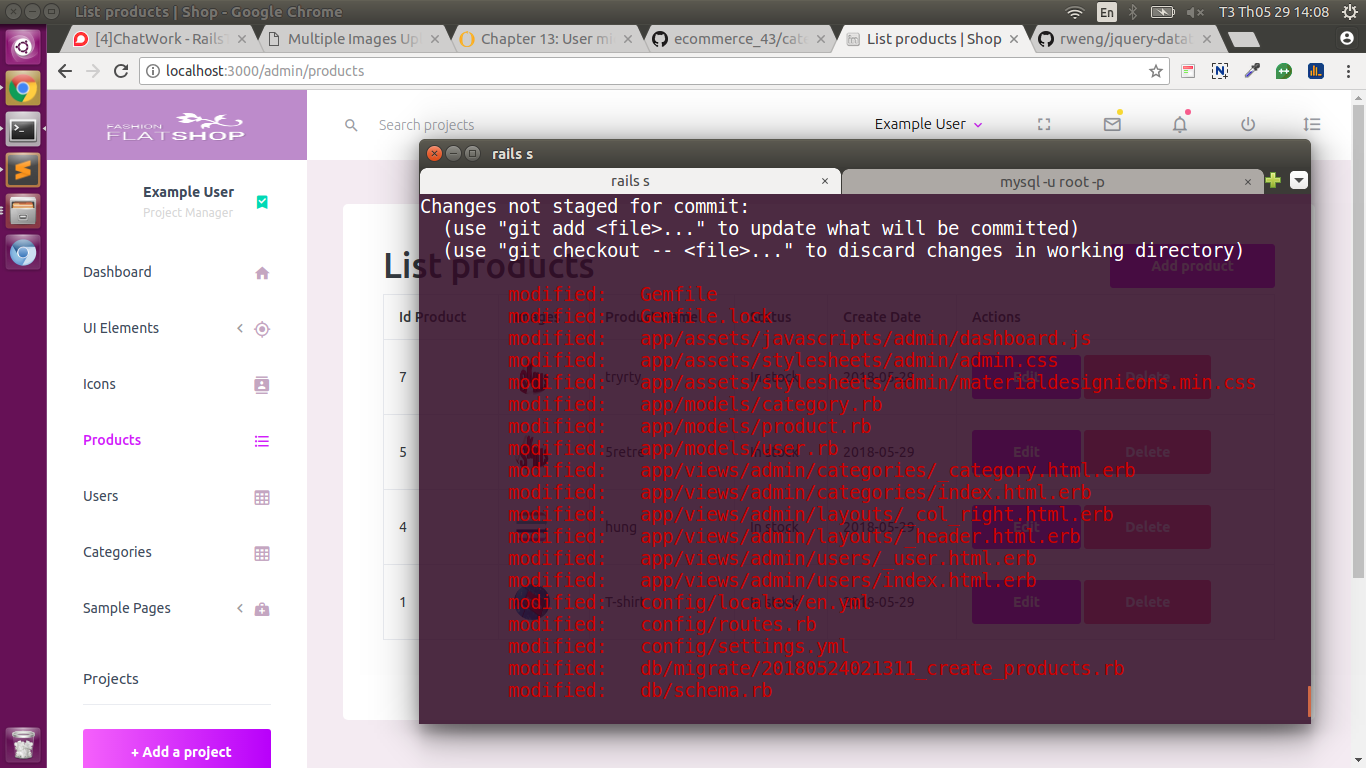 List products | Shop - Google Chrome
En
T3 Th05 29 14:08
[4]ChatWork - Rails
Multiple Images Up
Chapter 13: User mi
ecommerce_43/cate
List products | Shop
rweng/jquery-datat
localhost:3000/admin/products
FASHION
FLATSHOP
Search projects
Example User
Example User
Project Manager
Dashboard
UI Elements
Icons
Products
Users
Categories
Sample Pages
Projects
+ Add a project
List products
Add product
Id Product
Product Name
Status
Create Date
Actions
7
tryrty
In stock
2018-05-29
Edit
Delete
5
5retre
In stock
2018-05-29
Edit
Delete
4
hung
In stock
2018-05-29
Edit
Delete
1
T-shirt
In stock
2018-05-29
Edit
Delete
rails s
rails s
mysql -u root -p
Changes not staged for commit:
(use "git add <file>..." to update what will be committed)
(use "git checkout -- <file>..." to discard changes in working directory)
modified: Gemfile
modified: Gemfile.lock
modified: app/assets/javascripts/admin/dashboard.js
modified: app/assets/stylesheets/admin/admin.css
modified: app/assets/stylesheets/admin/materialdesignicons.min.css
modified: app/models/category.rb
modified: app/models/product.rb
modified: app/models/user.rb
modified: app/views/admin/categories/_category.html.erb
modified: app/views/admin/categories/index.html.erb
modified: app/views/admin/layouts/_col_right.html.erb
modified: app/views/admin/layouts/_header.html.erb
modified: app/views/admin/users/_user.html.erb
modified: app/views/admin/users/index.html.erb
modified: config/locales/en.yml
modified: config/routes.rb
modified: config/settings.yml
modified: db/migrate/20180524021311_create_products.rb
modified: db/schema.rb